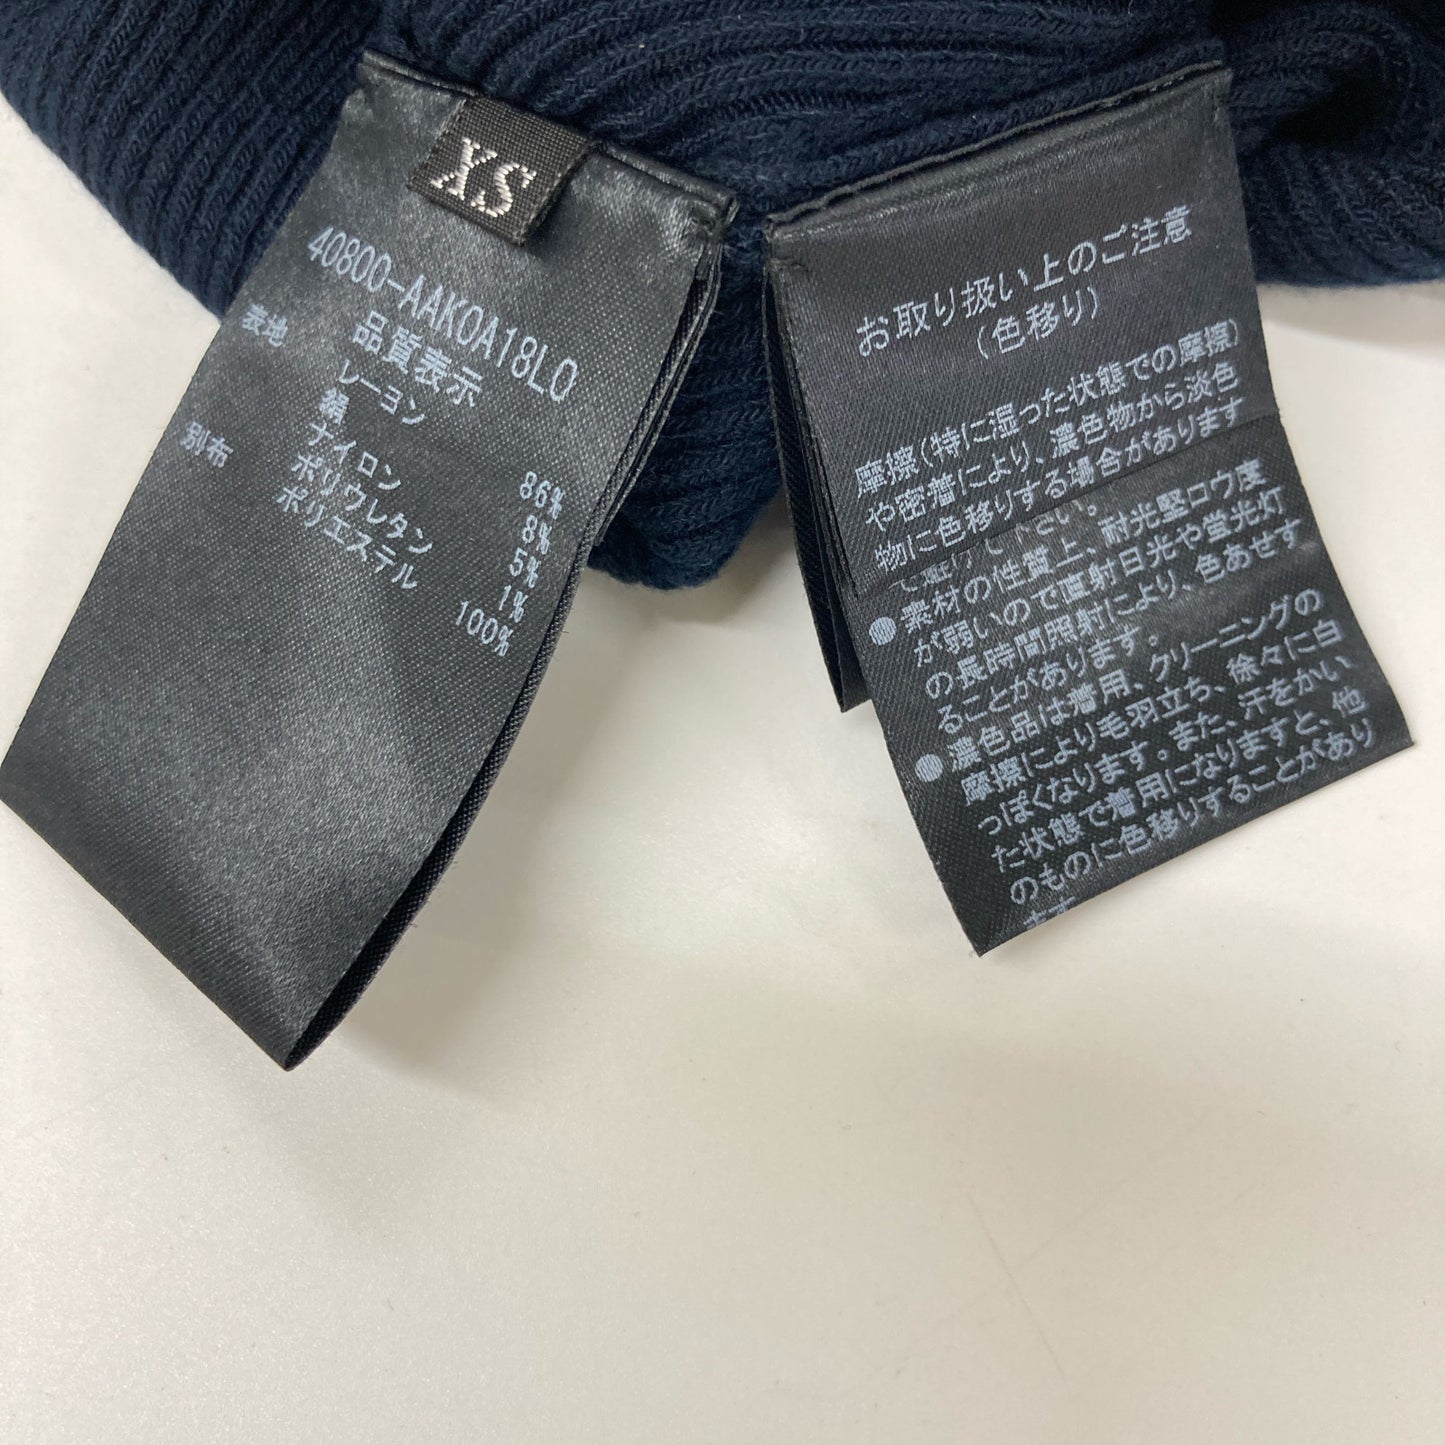 XS
40800-AAK0A18L0
品質表示
表地 レーヨン 86%
綿 8%
ナイロン 5%
ポリウレタン 1%
別布 ポリエステル 100%
お取り扱い上のご注意
(色移り)
摩擦(特に湿った状態での摩擦)
や密着により、濃色物から淡色
物に色移りする場合があります
て避けて下さい。
●素材の性質上、耐光堅ロウ度
が弱いので直射日光や蛍光灯
の長時間照射により、色あせす
ることがあります。
●濃色品は着用、クリーニングの
摩擦により毛羽立ち、徐々に白
っぽくなります。また、汗をかい
た状態で着用になりますと、他
のものに色移りすることがあり
ます。